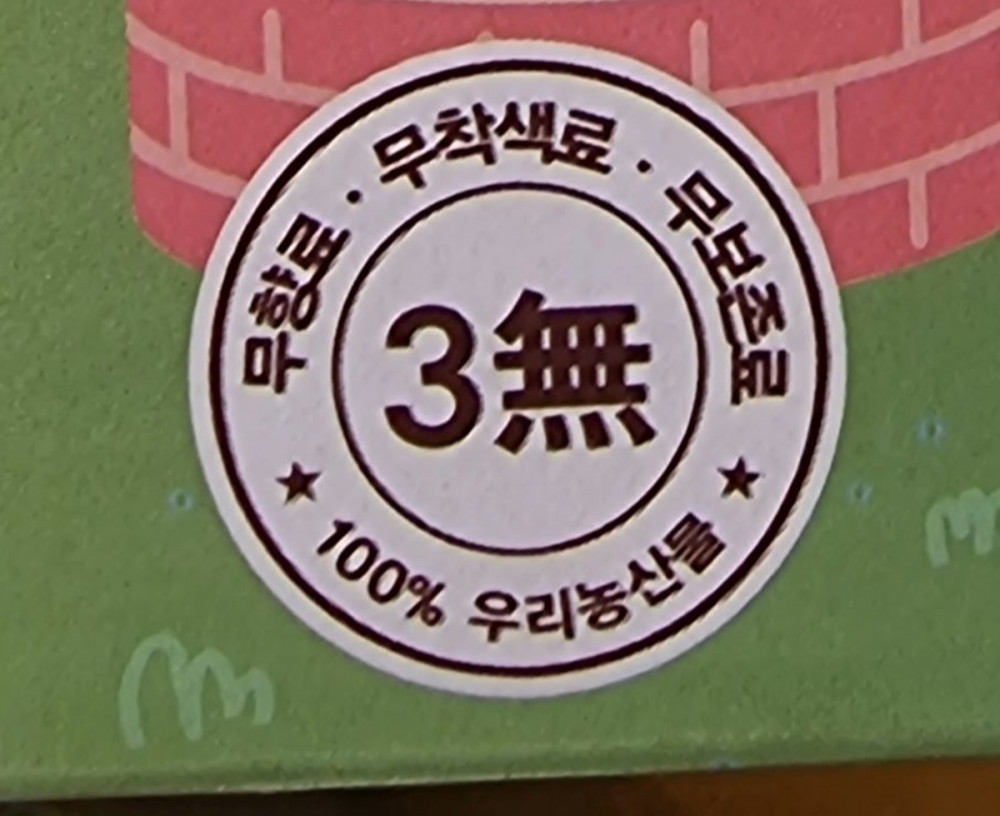 무향료 · 무착색료 · 무보존료
3無
★ 100% 우리농산물 ★